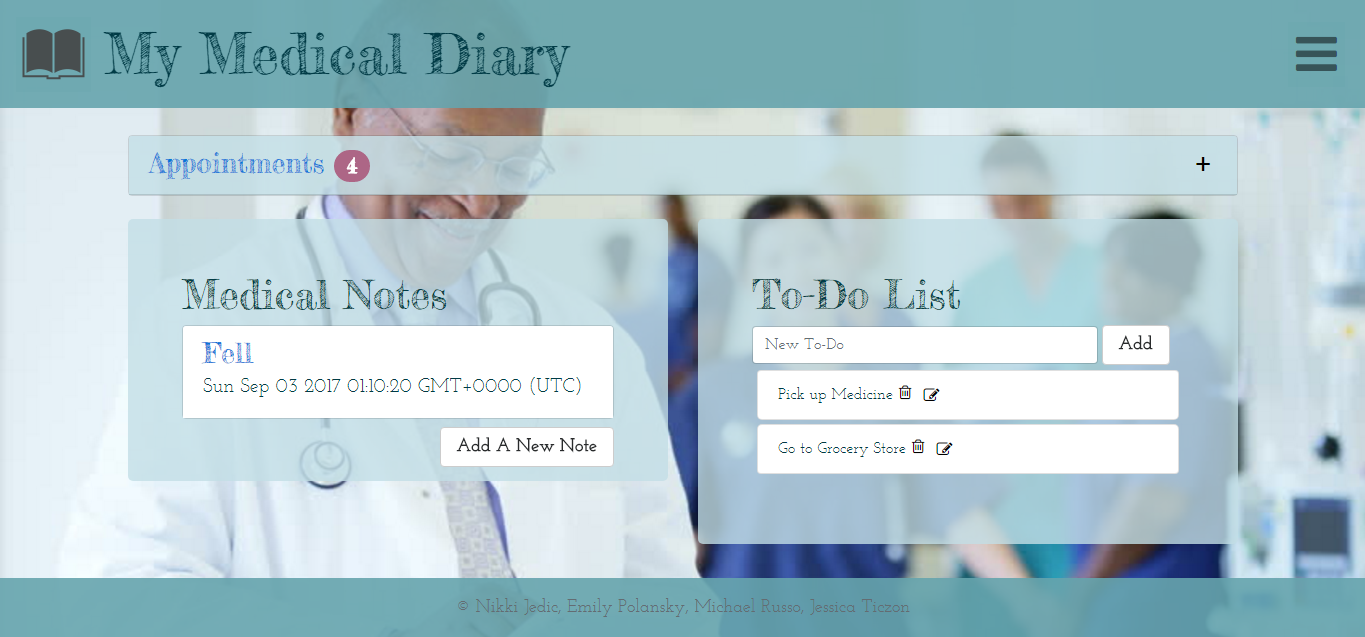 My Medical Diary
Appointments 4
Medical Notes
Fell
Sun Sep 03 2017 01:10:20 GMT+0000 (UTC)
Add A New Note
To-Do List
New To-Do Add
Pick up Medicine
Go to Grocery Store
© Nikki Jedic, Emily Polansky, Michael Russo, Jessica Ticzon